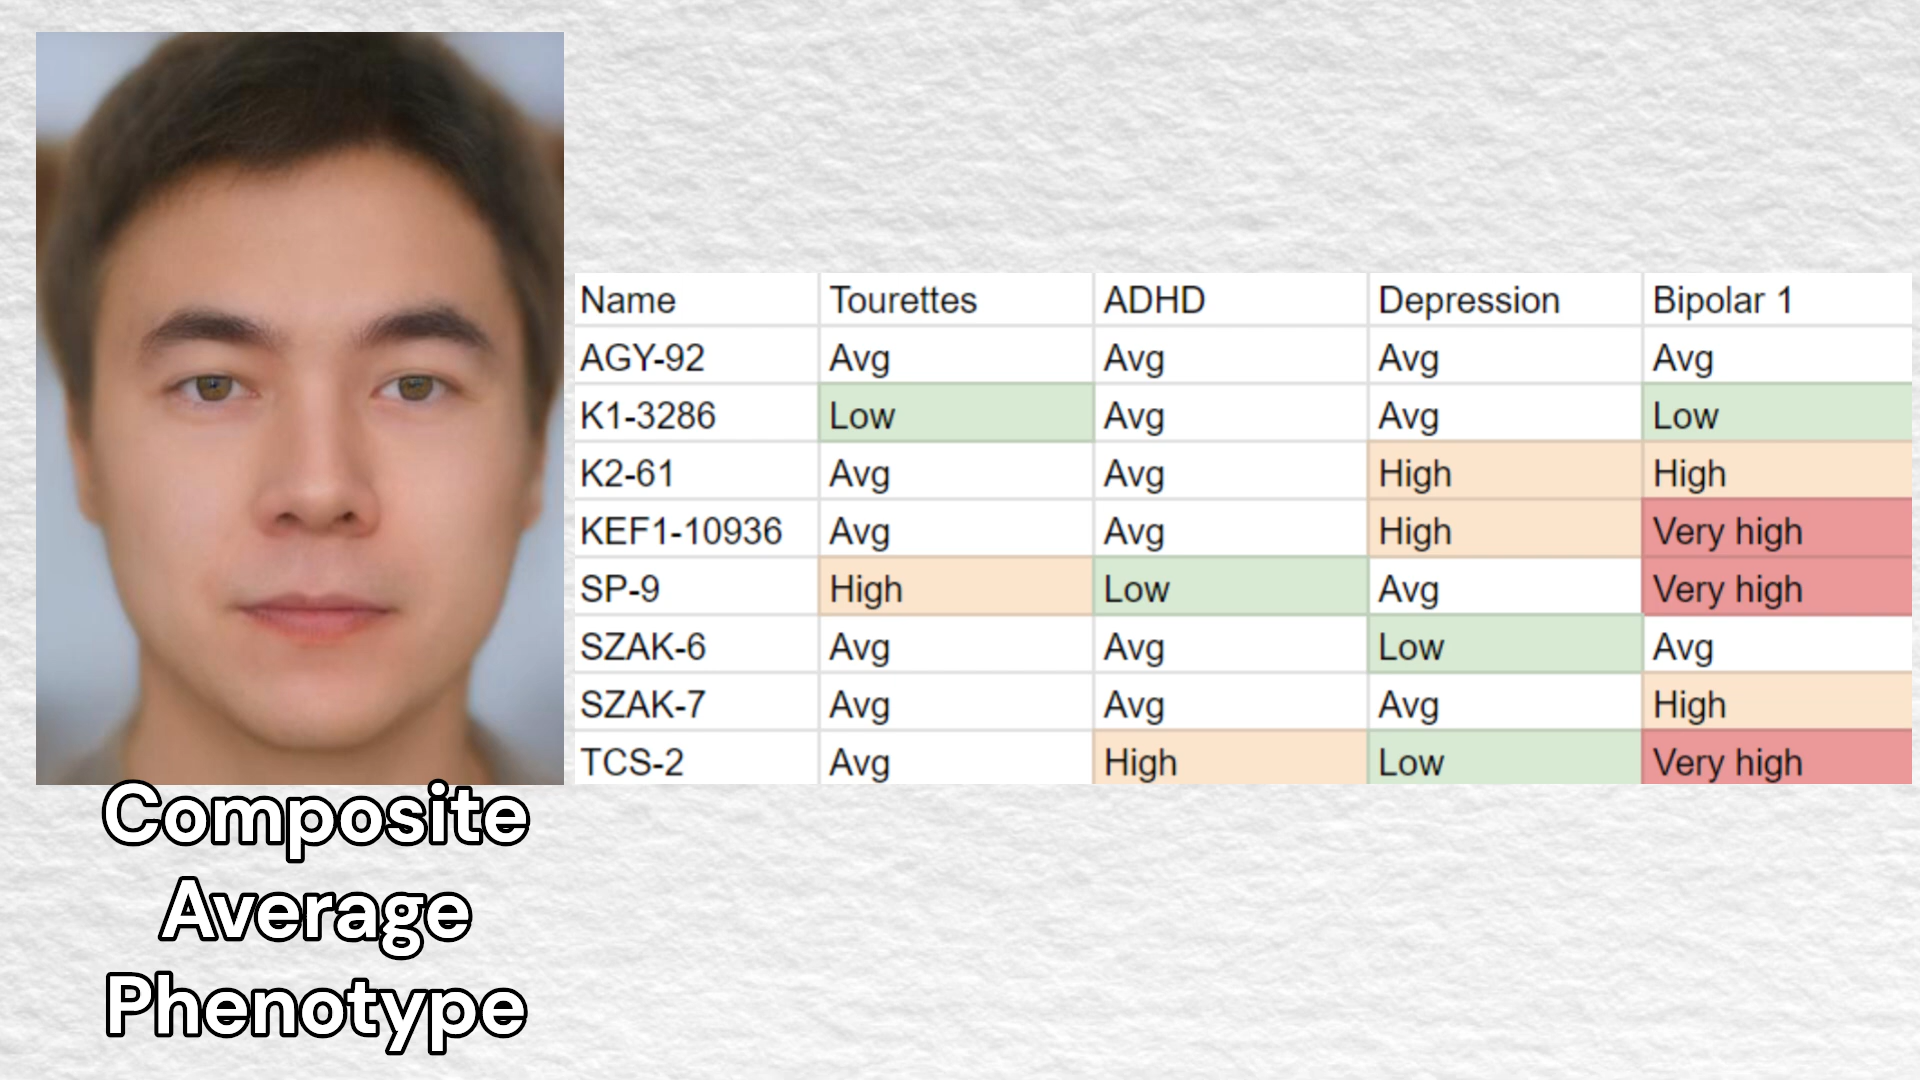 Name Tourettes ADHD Depression Bipolar 1
AGY-92 Avg Avg Avg Avg
K1-3286 Low Avg Avg Low
K2-61 Avg Avg High High
KEF1-10936 Avg Avg High Very high
SP-9 High Low Avg Very high
SZAK-6 Avg Avg Low Avg
SZAK-7 Avg Avg Avg High
TCS-2 Avg High Low Very high
Composite
Average
Phenotype